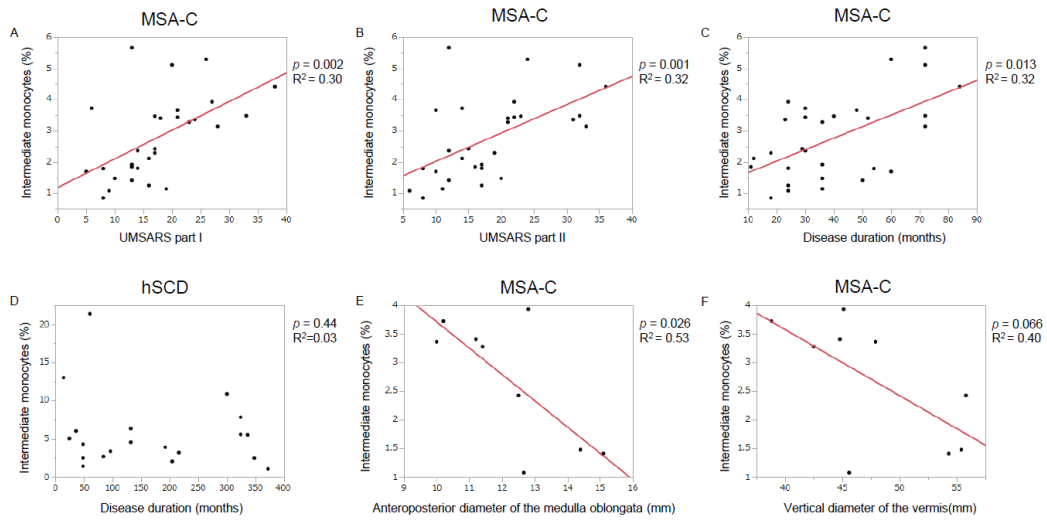 MSA-C
A
Intermediate monocytes (%)
6
5
4
3
2
1
0 5 10 15 20 25 30 35 40
UMSARS part I
p = 0.002
R² = 0.30
MSA-C
B
Intermediate monocytes (%)
6
5
4
3
2
1
5 10 15 20 25 30 35 40
UMSARS part II
p = 0.001
R² = 0.32
MSA-C
C
Intermediate monocytes (%)
6
5
4
3
2
1
10 20 30 40 50 60 70 80 90
Disease duration (months)
p = 0.013
R² = 0.32
hSCD
D
Intermediate monocytes (%)
20
15
10
5
0
0 50 100 150 200 250 300 350 400
Disease duration (months)
p = 0.44
R²=0.03
MSA-C
E
Intermediate monocytes (%)
4
3.5
3
2.5
2
1.5
1
9 10 11 12 13 14 15 16
Anteroposterior diameter of the medulla oblongata (mm)
p = 0.026
R² = 0.53
MSA-C
F
Intermediate monocytes (%)
4
3.5
3
2.5
2
1.5
1
40 45 50 55
Vertical diameter of the vermis(mm)
p = 0.066
R² = 0.40